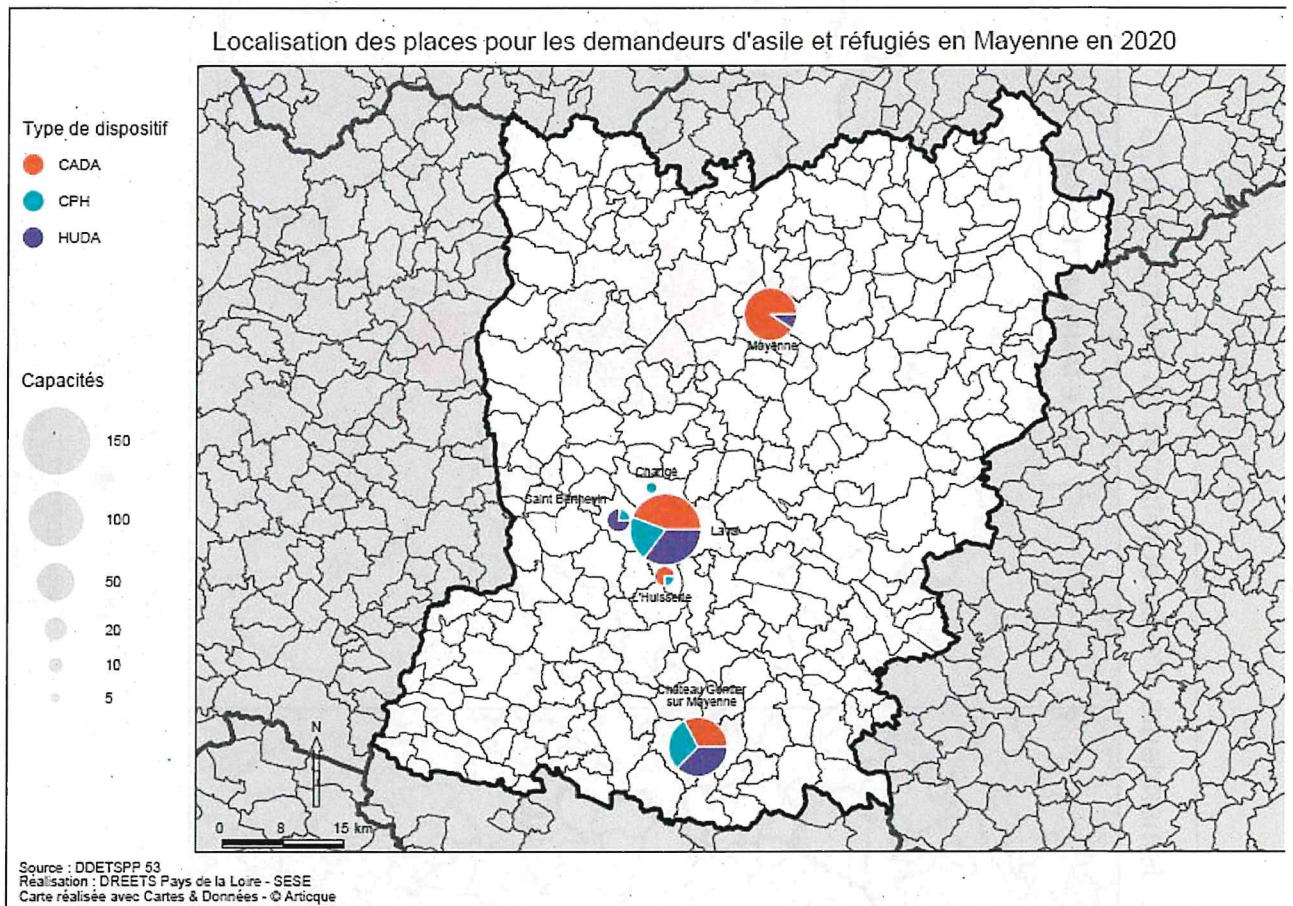 Localisation des places pour les demandeurs d'asile et réfugiés en Mayenne en 2020
Type de dispositif
CADA
CPH
HUDA
Capacités
150
100
50
20
10
5
Mayenne
Changé
Saint Berthevin
Laval
L'Huisserie
Château Gontier
sur Mayenne
N
0 8 15 km
Source : DDETSPP 53
Réalisation : DREETS Pays de la Loire - SESE
Carte réalisée avec Cartes & Données - © Articque